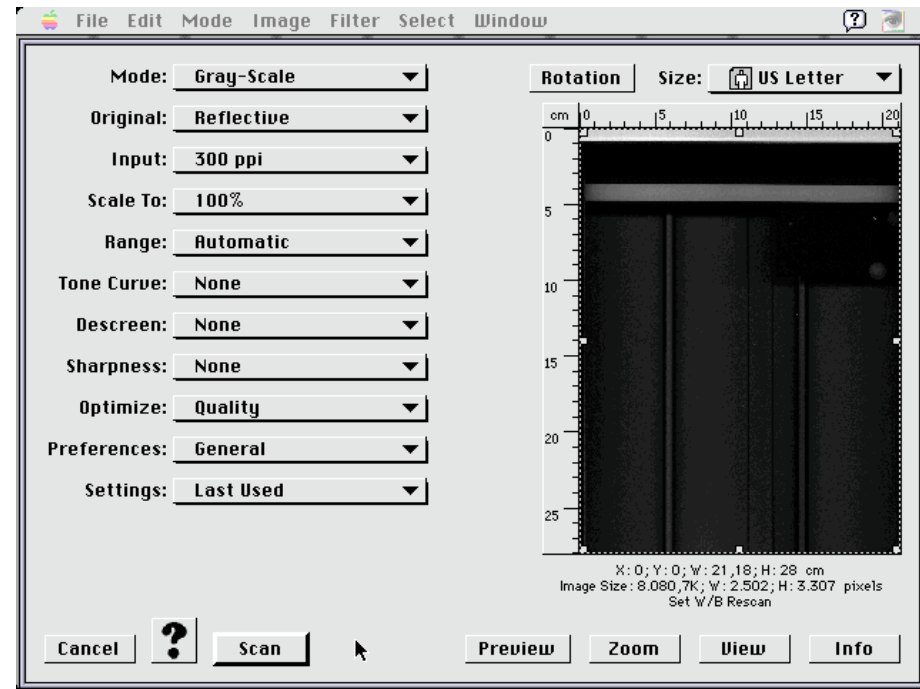 File Edit Mode Image Filter Select Window
Mode: Gray-Scale
Original: Reflective
Input: 300 ppi
Scale To: 100%
Range: Automatic
Tone Curve: None
Descreen: None
Sharpness: None
Optimize: Quality
Preferences: General
Settings: Last Used
Rotation Size: US Letter
cm 0 5 10 15 20
0
5
10
15
20
25
X: 0; Y: 0; W: 21,18; H: 28 cm
Image Size: 8.080,7K; W: 2.502; H: 3.307 pixels
Set W/B Rescan
Cancel ? Scan Preview Zoom View Info